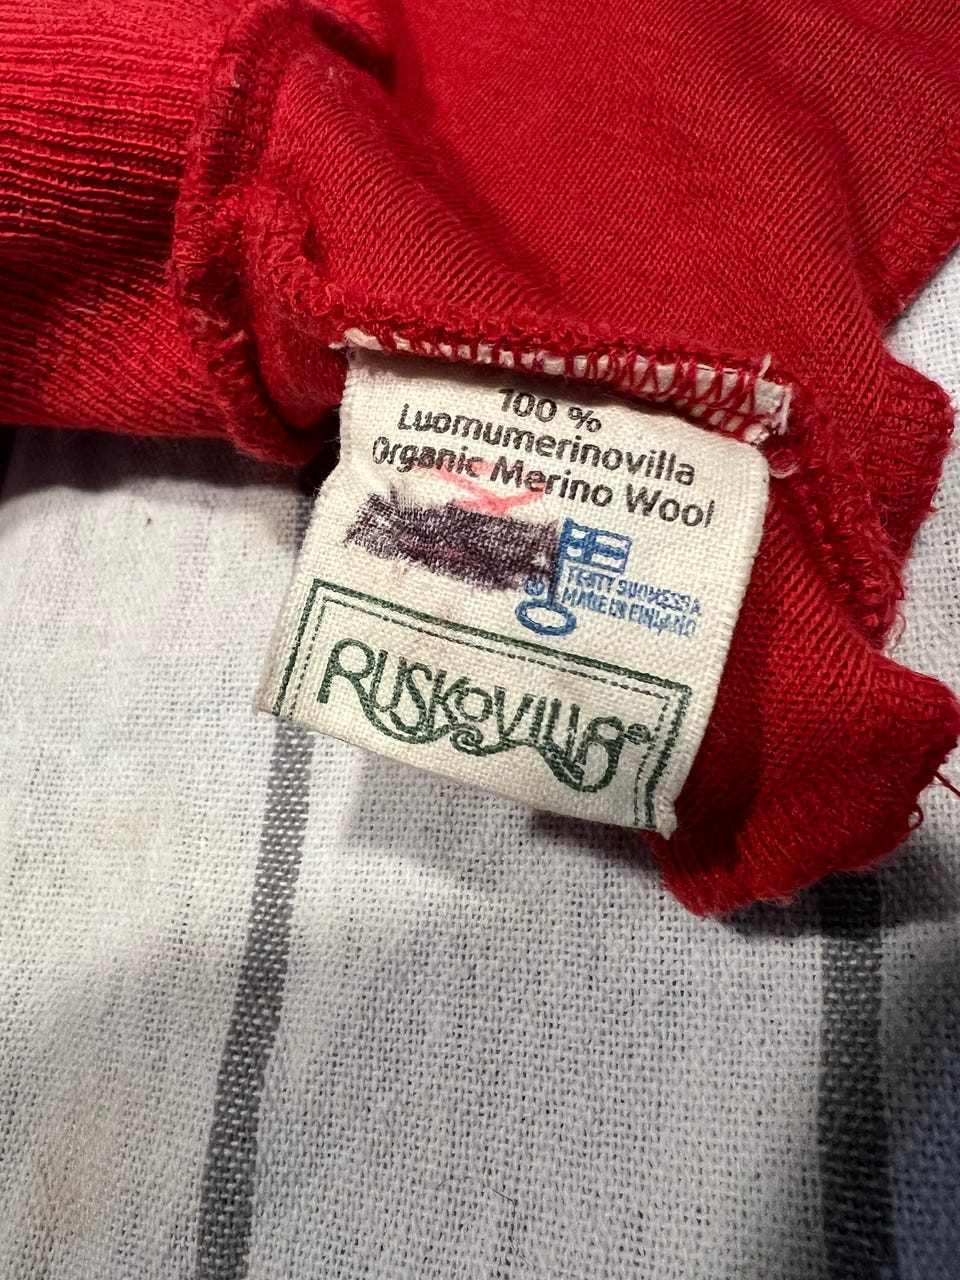 100 %
Luomumerinovilla
Organic Merino Wool
TEHTY SUOMESSA
MADE IN FINLAND
RUSKOVILLA®